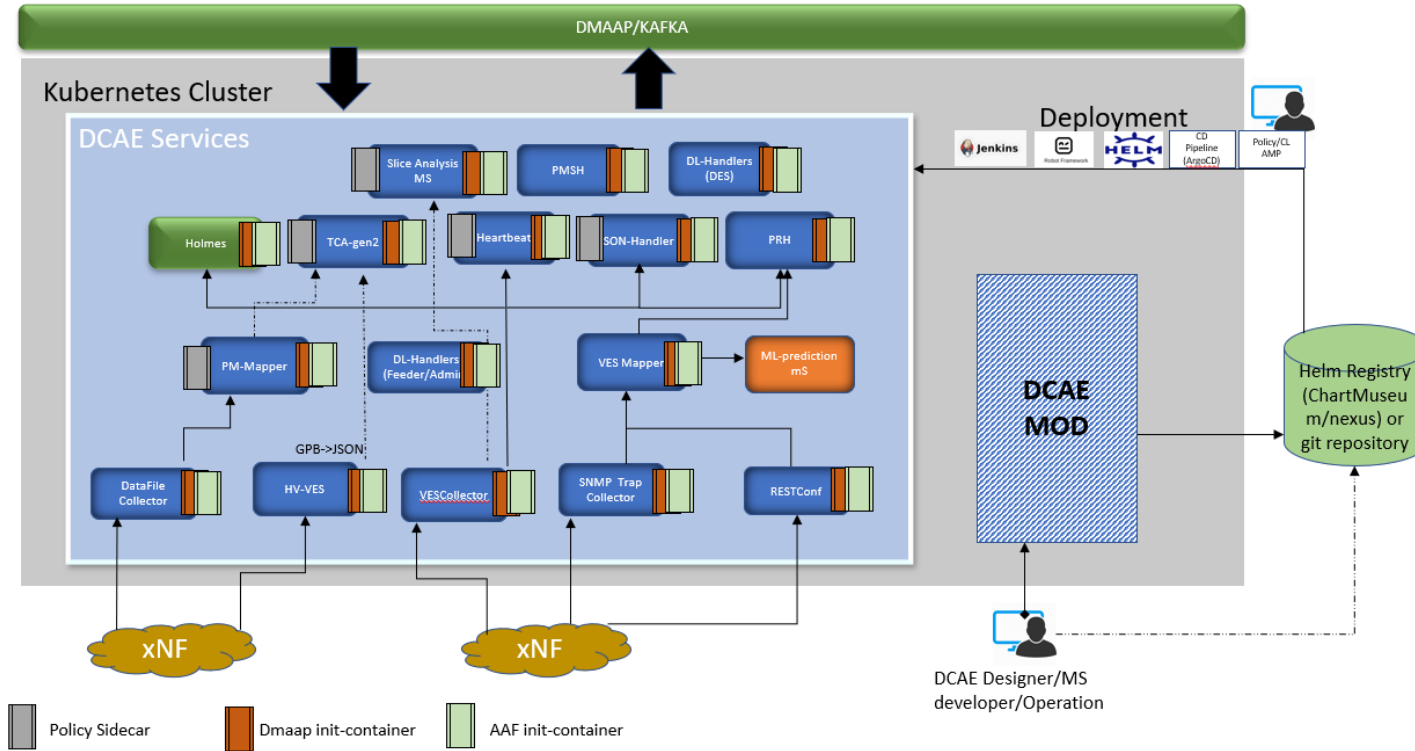 DMAAP/KAFKA
Kubernetes Cluster
Deployment
Jenkins
Robot Framework
HELM
CD
Pipeline
(ArgoCD)
Policy/CL
AMP
DCAE Services
Slice Analysis
MS
PMSH
DL-Handlers
(DES)
Holmes
TCA-gen2
Heartbeat
SON-Handler
PRH
PM-Mapper
DL-Handlers
(Feeder/Admin
VES Mapper
ML-prediction
mS
GPB->JSON
DataFile
Collector
HV-VES
VESCollector
SNMP Trap
Collector
RESTConf
DCAE
MOD
Helm Registry
(ChartMuseu
m/nexus) or
git repository
xNF
xNF
DCAE Designer/MS
developer/Operation
Policy Sidecar
Dmaap init-container
AAF init-container